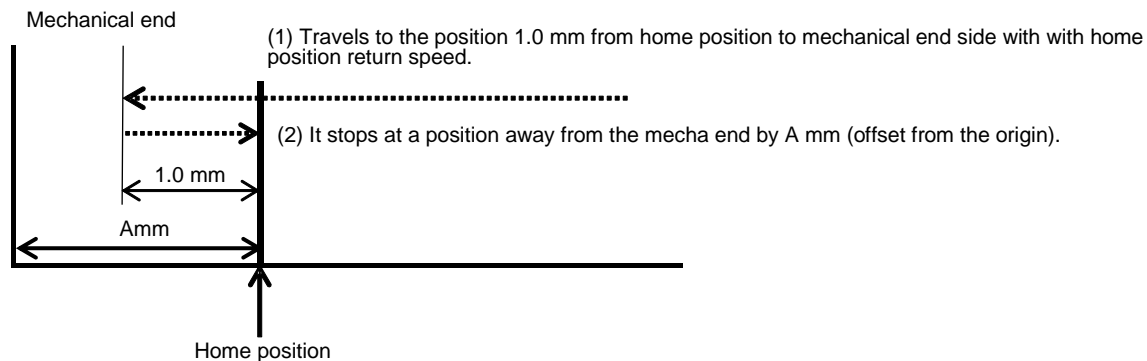 Mechanical end
(1) Travels to the position 1.0 mm from home position to mechanical end side with with home
position return speed.
(2) It stops at a position away from the mecha end by A mm (offset from the origin).
1.0 mm
Amm
Home position